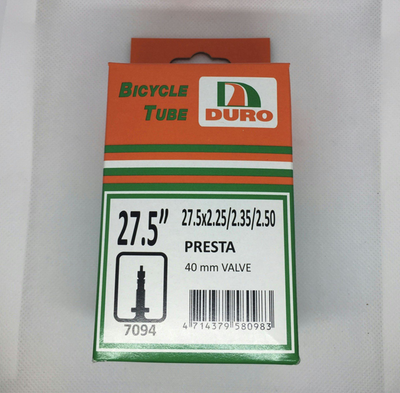 BICYCLE
TUBE
DURO
27.5" 27.5x2.25/2.35/2.50
PRESTA
40 mm VALVE
7094
4 714379 580983